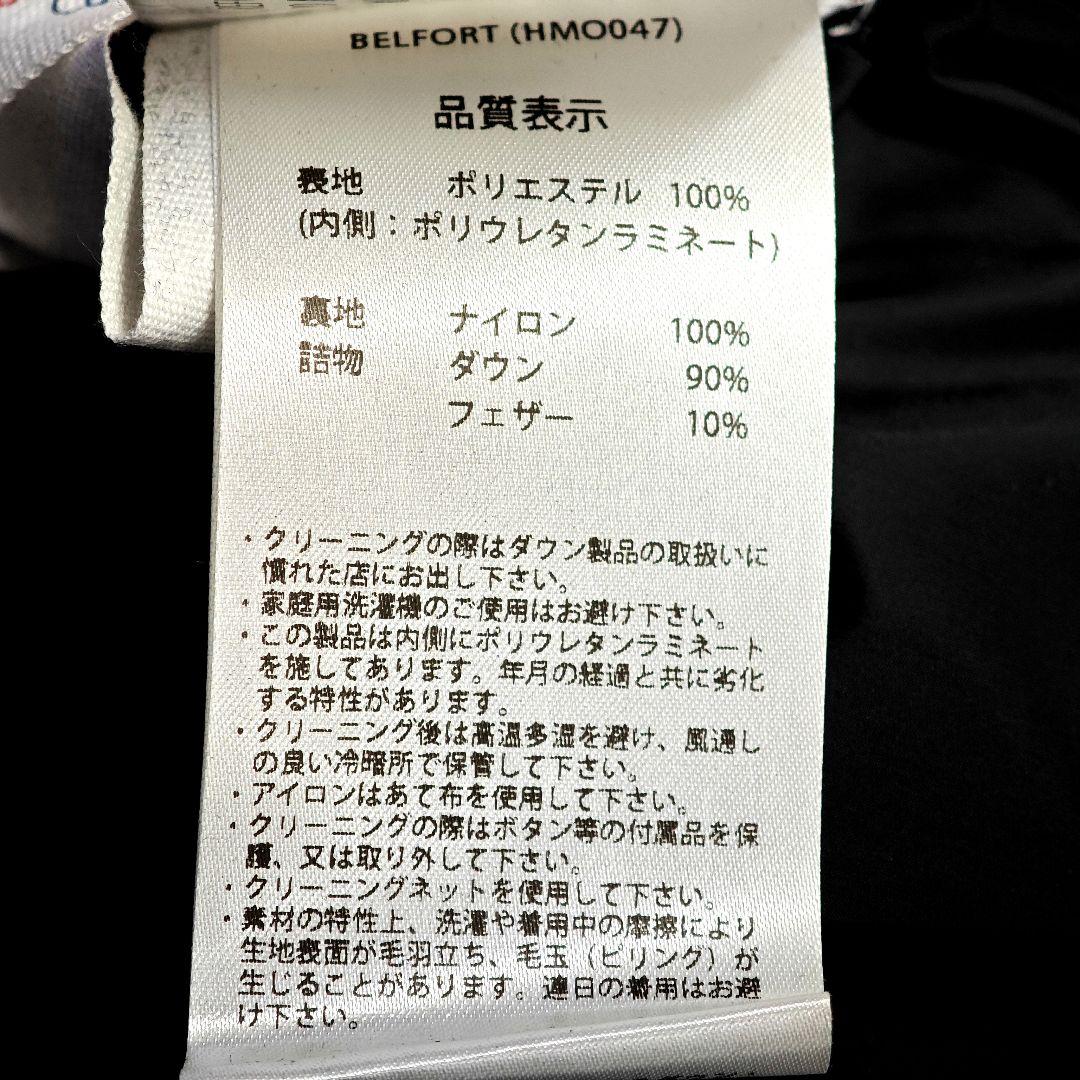 BELFORT (HMO047)
品質表示
表地 ポリエステル 100%
(内側：ポリウレタンラミネート)
裏地 ナイロン 100%
詰物 ダウン 90%
フェザー 10%
・クリーニングの際はダウン製品の取扱いに
慣れた店にお出し下さい。
・家庭用洗濯機のご使用はお避け下さい。
・この製品は内側にポリウレタンラミネート
を施してあります。年月の経過と共に劣化
する特性があります。
・クリーニング後は高温多湿を避け、風通し
の良い冷暗所で保管して下さい。
・アイロンはあて布を使用して下さい。
・クリーニングの際はボタン等の付属品を保
護、又は取り外して下さい。
・クリーニングネットを使用して下さい。
・素材の特性上、洗濯や着用中の摩擦により
生地表面が毛羽立ち、毛玉（ピリング）が
生じることがあります。連日の着用はお避
け下さい。